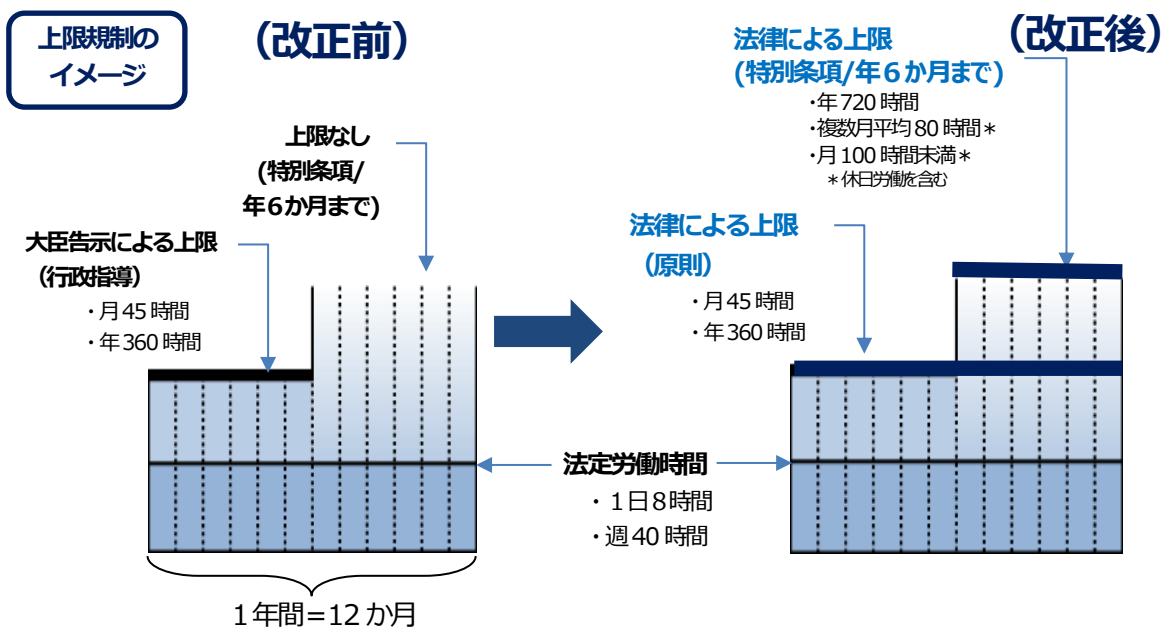 上限規制の
イメージ
（改正前）
上限なし
(特別条項/
年６か月まで)
大臣告示による上限
（行政指導）
・月45時間
・年360時間
１年間＝12か月
法定労働時間
・１日８時間
・週40時間
（改正後）
法律による上限
(特別条項/年６か月まで)
・年720時間
・複数月平均80時間＊
・月100時間未満＊
＊休日労働を含む
法律による上限
（原則）
・月45時間
・年360時間